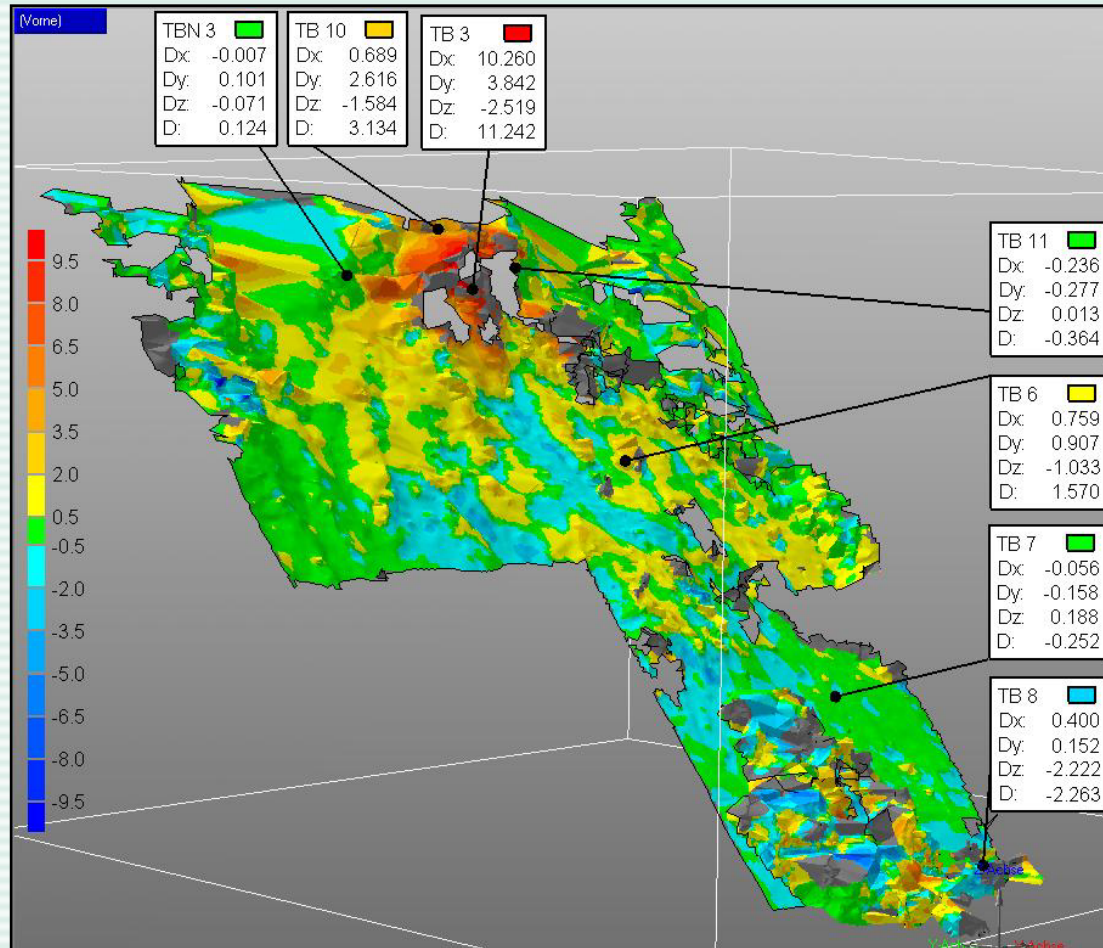 (Vorne)
TBN 3
Dx: -0.007
Dy: 0.101
Dz: -0.071
D: 0.124
TB 10
Dx: 0.689
Dy: 2.616
Dz: -1.584
D: 3.134
TB 3
Dx: 10.260
Dy: 3.842
Dz: -2.519
D: 11.242
9.5
8.0
6.5
5.0
3.5
2.0
0.5
-0.5
-2.0
-3.5
-5.0
-6.5
-8.0
-9.5
TB 11
Dx: -0.236
Dy: -0.277
Dz: 0.013
D: -0.364
TB 6
Dx: 0.759
Dy: 0.907
Dz: -1.033
D: 1.570
TB 7
Dx: -0.056
Dy: -0.158
Dz: 0.188
D: -0.252
TB 8
Dx: 0.400
Dy: 0.152
Dz: -2.222
D: -2.263
Z-Achse